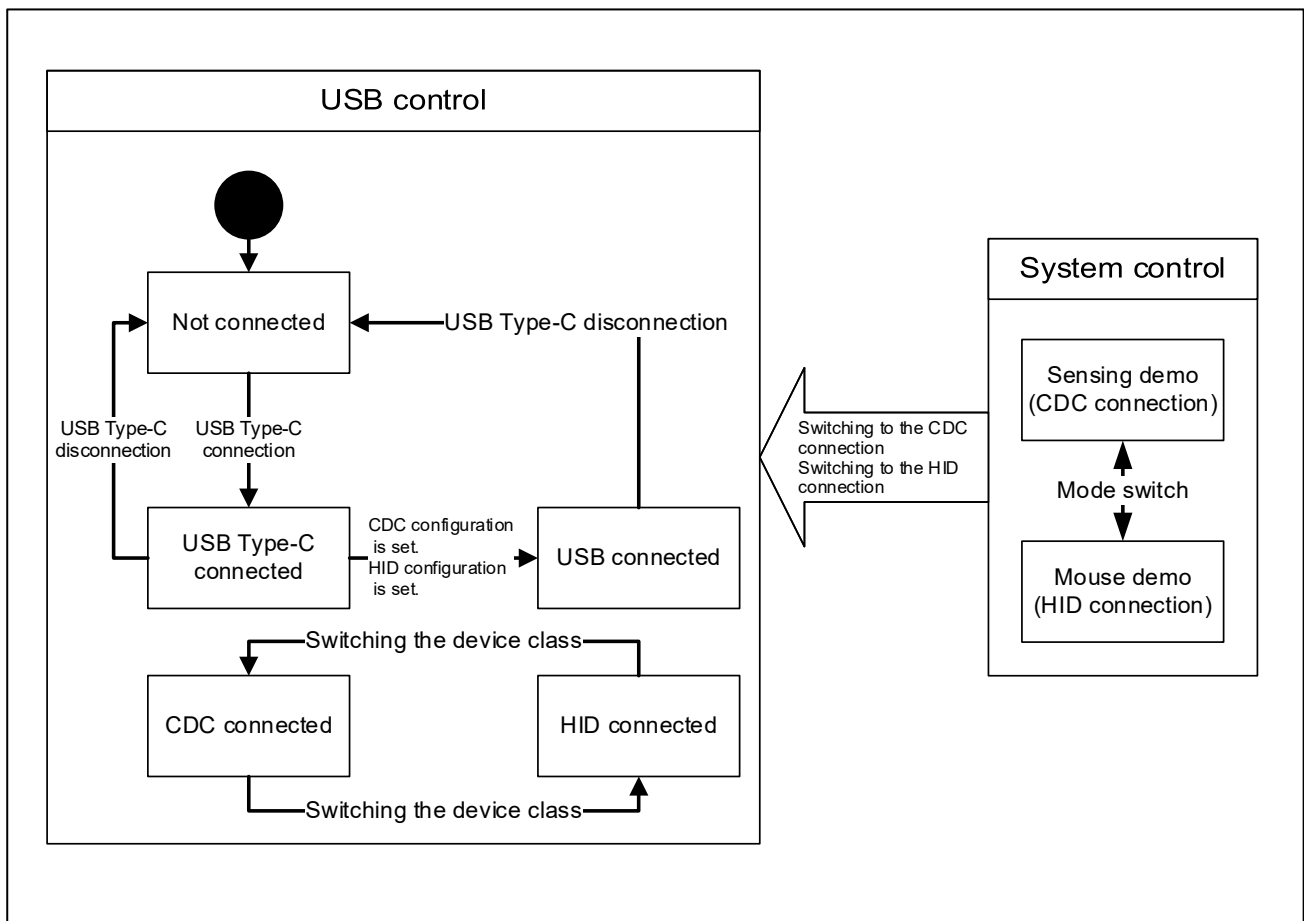 USB control
Not connected
USB Type-C disconnection
USB Type-C
disconnection
USB Type-C
connection
USB Type-C
connected
CDC configuration
is set.
HID configuration
is set.
USB connected
Switching the device class
CDC connected
HID connected
Switching the device class
Switching to the CDC
connection
Switching to the HID
connection
System control
Sensing demo
(CDC connection)
Mode switch
Mouse demo
(HID connection)